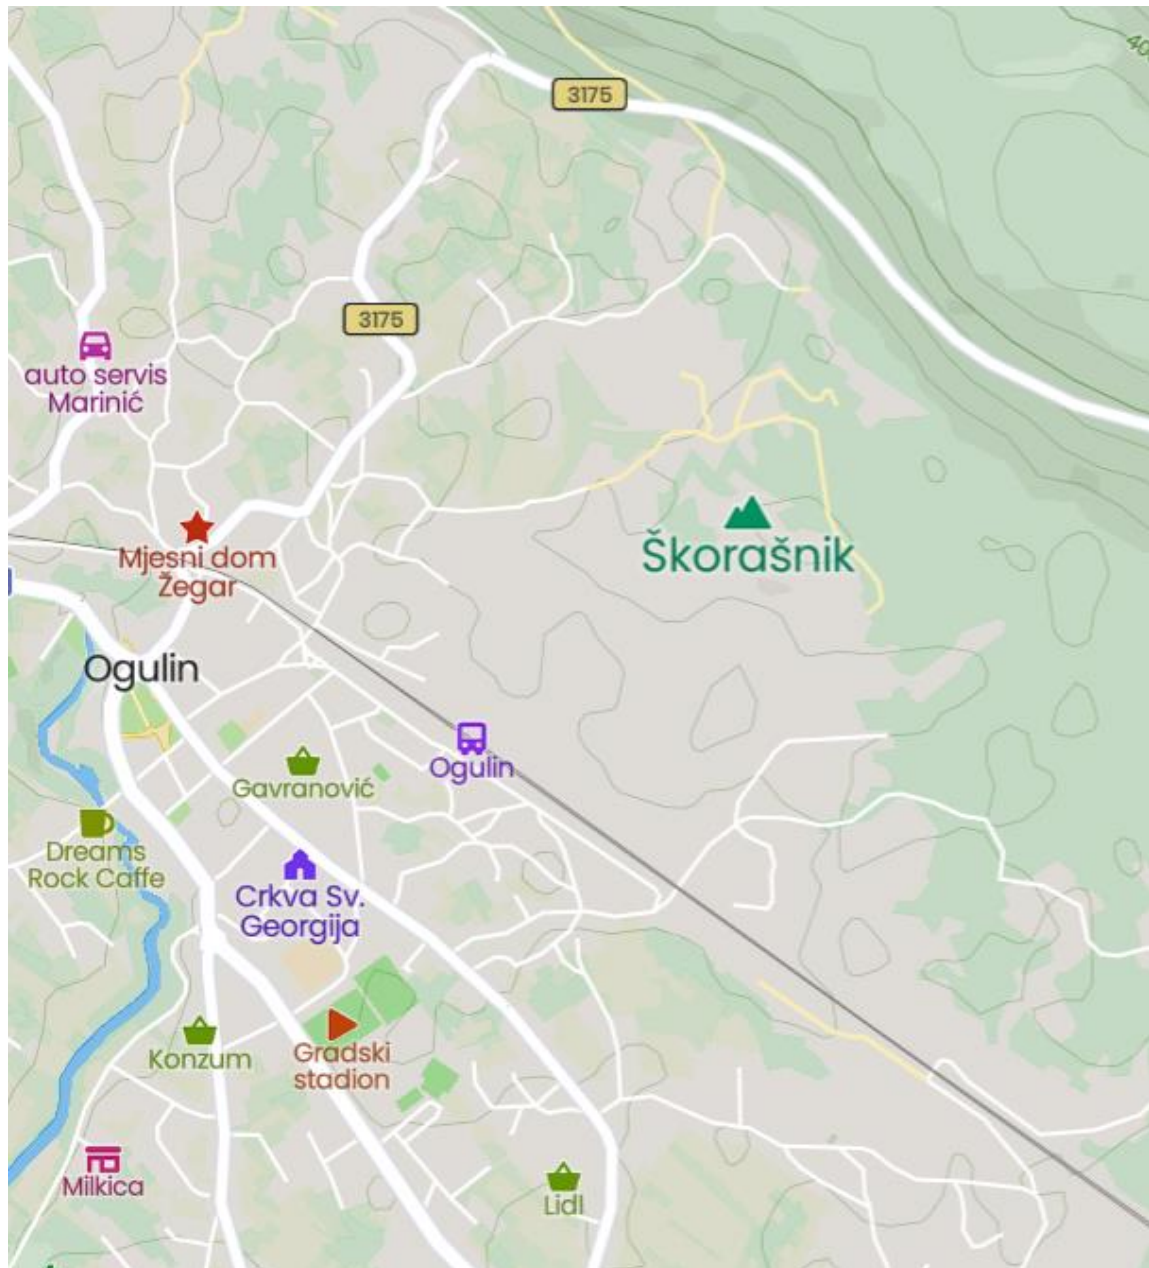 3175
3175
auto servis
Marinić
Mjesni dom
Žegar
Škorašnik
Ogulin
Ogulin
Gavranović
Dreams
Rock Caffe
Crkva Sv.
Georgija
Konzum
Gradski
stadion
Milkica
Lidl